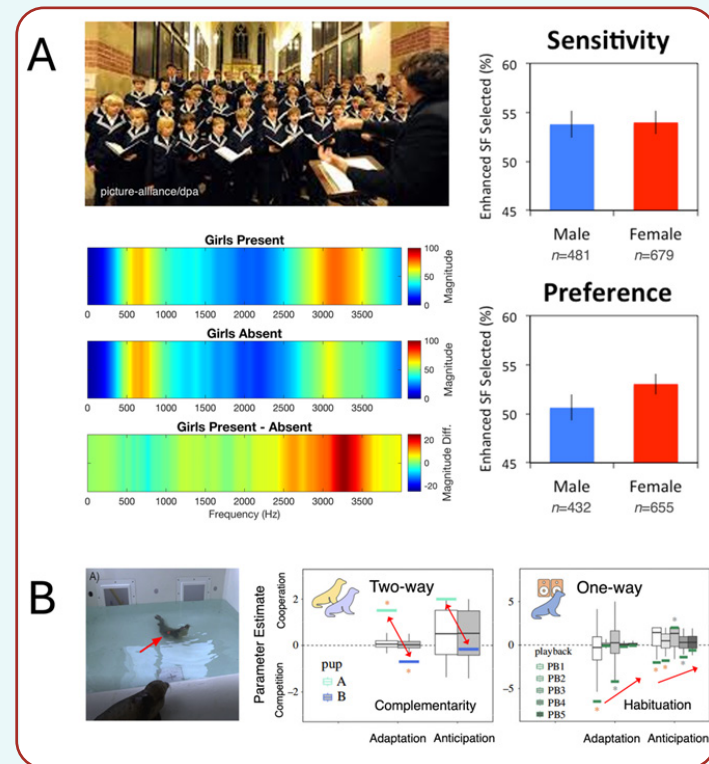 A
picture-alliance/dpa
Sensitivity
Enhanced SF Selected (%)
60
55
50
45
Male
Female
n=481
n=679
Girls Present
100
50
0
Magnitude
0 500 1000 1500 2000 2500 3000 3500
Girls Absent
100
50
0
Magnitude
0 500 1000 1500 2000 2500 3000 3500
Girls Present - Absent
20
0
-20
Magnitude Diff.
0 500 1000 1500 2000 2500 3000 3500
Frequency (Hz)
Preference
Enhanced SF Selected (%)
60
55
50
45
Male
Female
n=432
n=655
B
A)
Parameter Estimate
Competition Cooperation
2
0
−2
Two-way
pup
A
B
Complementarity
Adaptation Anticipation
One-way
5
0
−5
playback
PB1
PB2
PB3
PB4
PB5
Habituation
Adaptation Anticipation